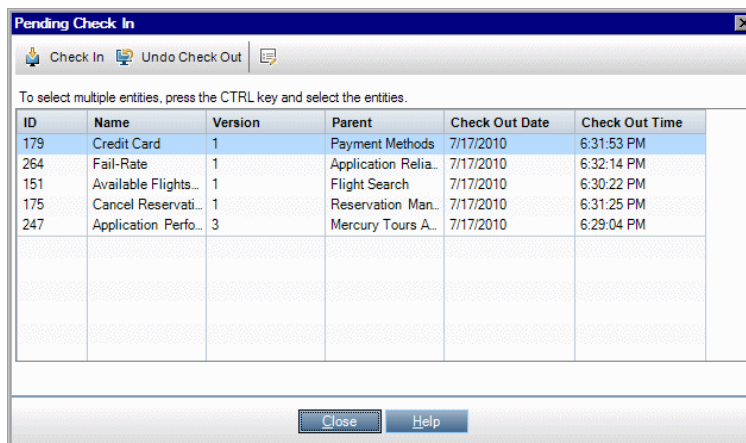 Pending Check In
Check In Undo Check Out
To select multiple entities, press the CTRL key and select the entities.
ID Name Version Parent Check Out Date Check Out Time
179 Credit Card 1 Payment Methods 7/17/2010 6:31:53 PM
264 Fail-Rate 1 Application Relia... 7/17/2010 6:32:14 PM
151 Available Flights... 1 Flight Search 7/17/2010 6:30:22 PM
175 Cancel Reservati... 1 Reservation Man... 7/17/2010 6:31:25 PM
247 Application Perfo... 3 Mercury Tours A... 7/17/2010 6:29:04 PM
Close Help